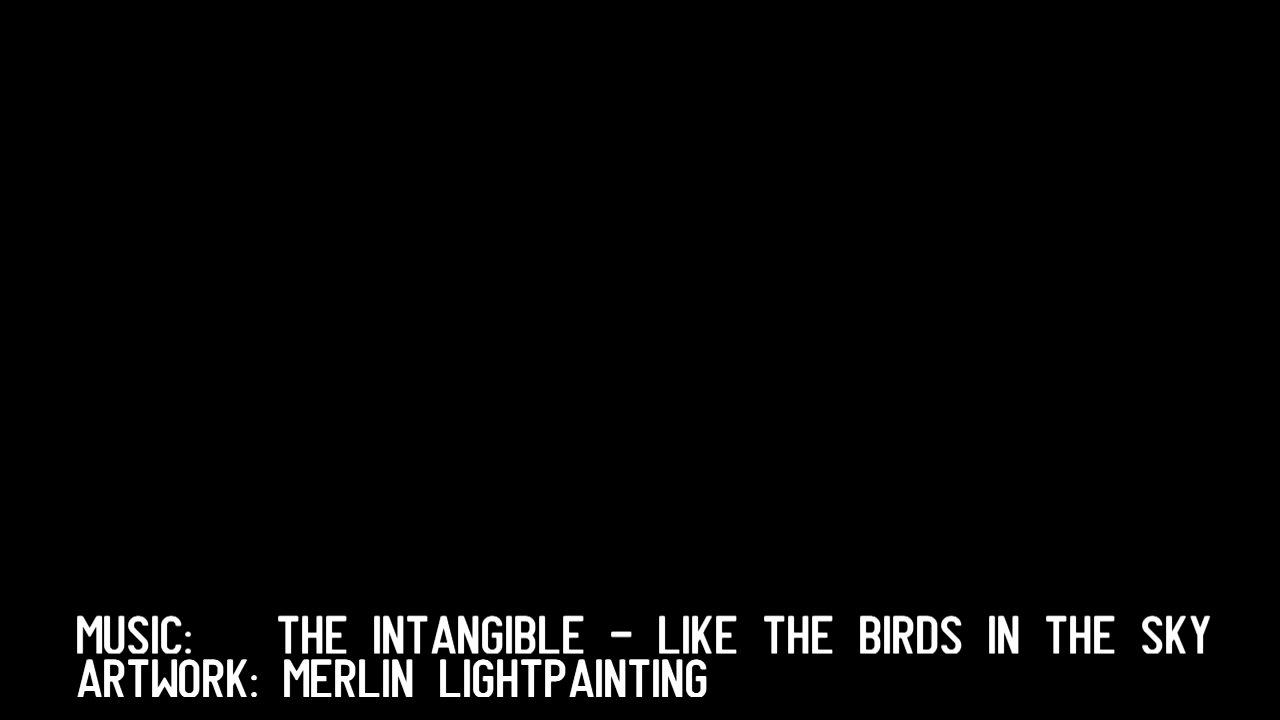 MUSIC: THE INTANGIBLE - LIKE THE BIRDS IN THE SKY
ARTWORK: MERLIN LIGHTPAINTING